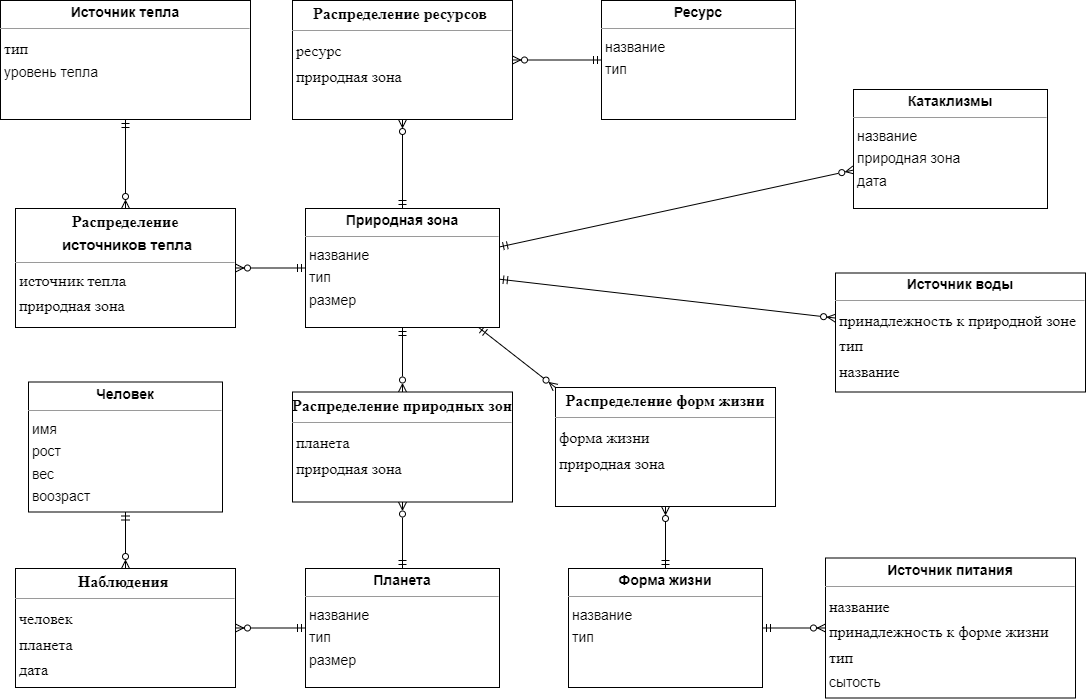 Источник тепла
тип
уровень тепла
Распределение ресурсов
ресурс
природная зона
Ресурс
название
тип
Катаклизмы
название
природная зона
дата
Распределение
источников тепла
источник тепла
природная зона
Природная зона
название
тип
размер
Источник воды
принадлежность к природной зоне
тип
название
Человек
имя
рост
вес
воозраст
Распределение природных зон
планета
природная зона
Распределение форм жизни
форма жизни
природная зона
Наблюдения
человек
планета
дата
Планета
название
тип
размер
Форма жизни
название
тип
Источник питания
название
принадлежность к форме жизни
тип
сытость